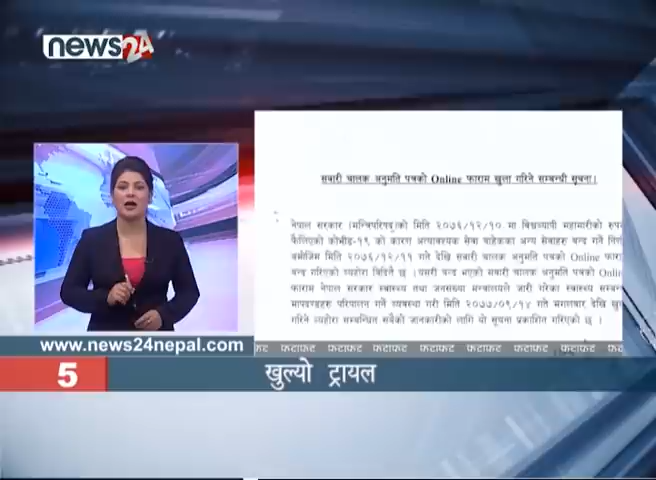 news24
सवारी चालक अनुमति पत्रको Online फाराम खुला गरिने सम्बन्धी सूचना।
नेपाल सरकार (मन्त्रिपरिषद्)को मिति २०७६/१२/१० मा विश्वव्यापी महामारीको रुप
फैलिएको कोभीड-१९ को कारण अत्यावश्यक सेवा बाहेकका अन्य सेवाहरु बन्द गर्ने निर्ण
बमोजिम मिति २०७६/१२/११ गते देखि सवारी चालक अनुमति पत्रको Online फारा
बन्द गरिएको व्यहोरा विदितै छ । यसरी बन्द भएको सवारी चालक अनुमति पत्रको Onlin
फाराम नेपाल सरकार स्वास्थ्य तथा जनसंख्या मन्त्रालयले जारी गरेका स्वास्थ्य सम्बन्ध
मापदण्डहरु परिपालन गर्ने व्यवस्था गरी मिति २०७७/०९/१४ गते मंगलबार देखि खुल
गरिने व्यहोरा सम्बन्धित सबैको जानकारीको लागि यो सूचना प्रकाशित गरिएको छ ।
www.news24nepal.com
फटाफट फटाफट फटाफट फटाफट फटाफट फटाफट फटाफट
5 खुल्यो ट्रायल